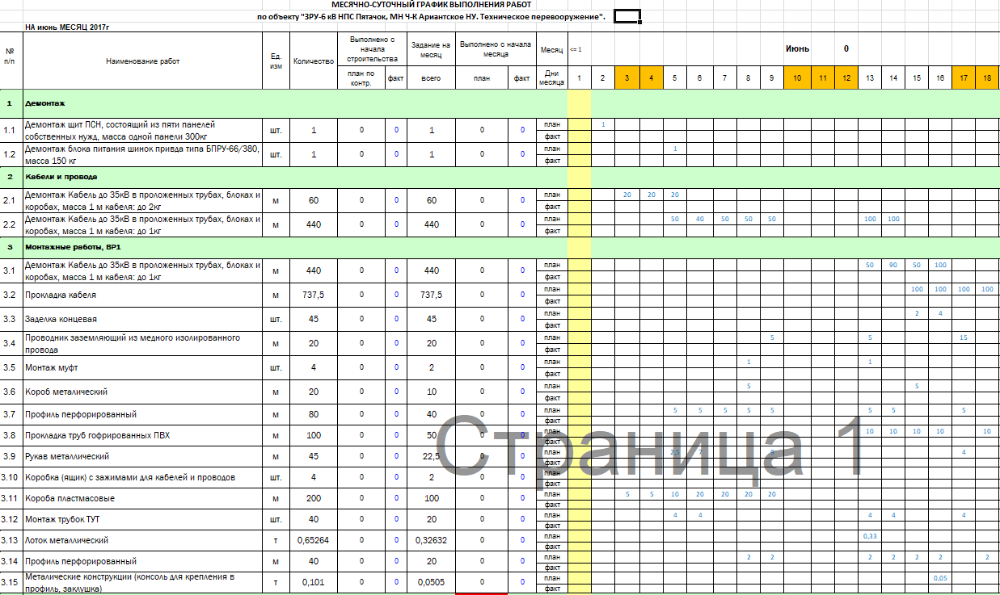 МЕСЯЧНО-СУТОЧНЫЙ ГРАФИК ВЫПОЛНЕНИЯ РАБОТ
по объекту "ЗРУ-6 кВ НПС Пятачок, МН Ч-К Ариантское НУ. Техническое перевооружение".
НА июнь МЕСЯЦ 2017г
№ п/п Наименование работ Ед. изм Количество Выполнено с начала строительства Задание на месяц Выполнено с начала месяца Месяц <= 1 Июнь 0
план по контр. факт всего план факт Дни месяца 1 2 3 4 5 6 7 8 9 10 11 12 13 14 15 16 17 18
1 Демонтаж
1.1 Демонтаж щит ПСН, состоящий из пяти панелей собственных нужд, масса одной панели 300кг шт. 1 0 0 1 0 0 план 1
факт
1.2 Демонтаж блока питания шинок привда типа БПРУ-66/380, масса 150 кг шт. 1 0 0 1 0 0 план 1
факт
2 Кабели и провода
2.1 Демонтаж Кабель до 35кВ в проложенных трубах, блоках и коробах, масса 1 м кабеля: до 2кг м 60 0 0 60 0 0 план 20 20 20
факт
2.2 Демонтаж Кабель до 35кВ в проложенных трубах, блоках и коробах, масса 1 м кабеля: до 1кг м 440 0 0 440 0 0 план 50 40 50 50 50 100 100
факт
3 Монтажные работы, ВР1
3.1 Демонтаж Кабель до 35кВ в проложенных трубах, блоках и коробах, масса 1 м кабеля: до 1кг м 440 0 0 440 0 0 план 50 90 50 100
факт
3.2 Прокладка кабеля м 737,5 0 0 737,5 0 0 план 100 100 100 100
факт
3.3 Заделка концевая шт. 45 0 0 45 0 0 план 2 4
факт
3.4 Проводник заземляющий из медного изолированного провода м 20 0 0 20 0 0 план 5 5 15
факт
3.5 Монтаж муфт шт. 4 0 0 2 0 0 план 1 1
факт
3.6 Короб металический м 20 0 0 10 0 0 план 5 5
факт
3.7 Профиль перфорированный м 80 0 0 40 0 0 план 5 5 5 5 5 5 5 5
факт
3.8 Прокладка труб гофрированных ПВХ м 100 0 0 50 0 0 план 10 10 10 10 10
факт
3.9 Рукав металлический м 45 0 0 22,5 0 0 план 2,5 7 9 4
факт
Страница 1
3.10 Коробка (ящик) с зажимами для кабелей и проводов шт. 4 0 0 2 0 0 план
факт
3.11 Короба пластмасовые м 200 0 0 100 0 0 план 5 5 10 20 20 20 20
факт
3.12 Монтаж трубок ТУТ шт. 40 0 0 20 0 0 план 4 4 4 4 4
факт
3.13 Лоток металлический т 0,65264 0 0 0,32632 0 0 план 0,33
факт
3.14 Профиль перфорированный м 40 0 0 20 0 0 план 2 2 2 2 2 2 2
факт
3.15 Металические конструкции (консоль для крепления в профиль, заклушка) т 0,101 0 0 0,0505 0 0 план 0,05
факт